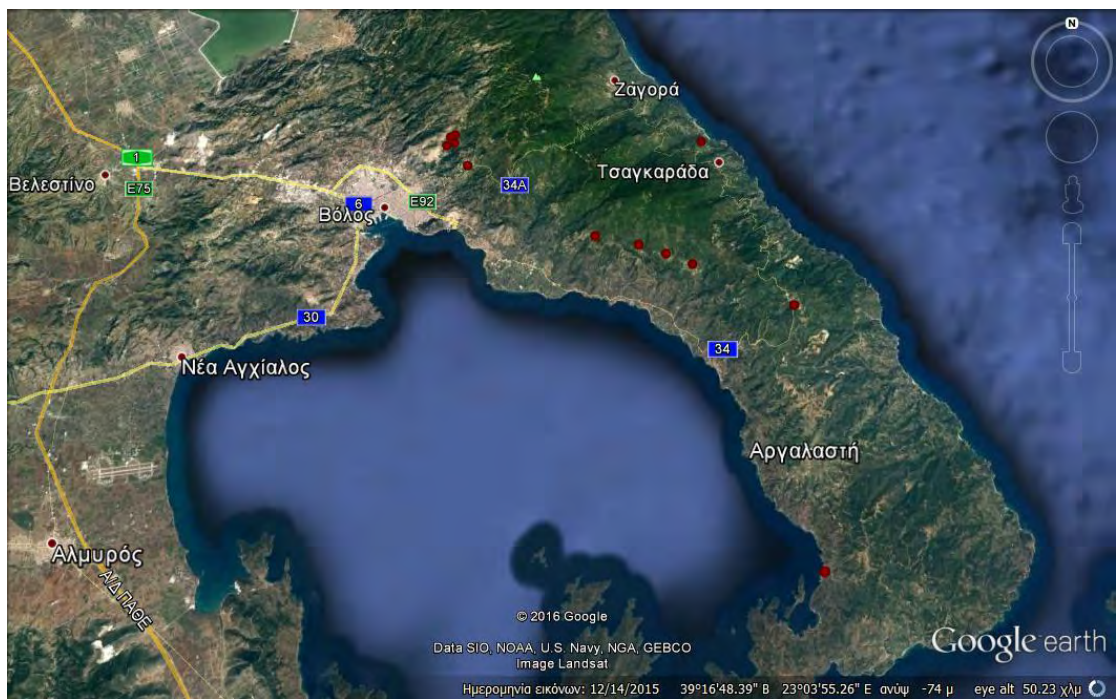 N
Ζαγορά
1
Τσαγκαράδα
Βελεστίνο
E75
34A
6
E92
Βόλος
30
34
Νέα Αγχίαλος
Αργαλαστή
Αλμυρός
Α/Δ ΠΑΘΕ
© 2016 Google
Data SIO, NOAA, U.S. Navy, NGA, GEBCO
Image Landsat
Google earth
Ημερομηνία εικόνων: 12/14/2015 39°16'48.39" Β 23°03'55.26" Ε ανύψ -74 μ eye alt 50.23 χλμ